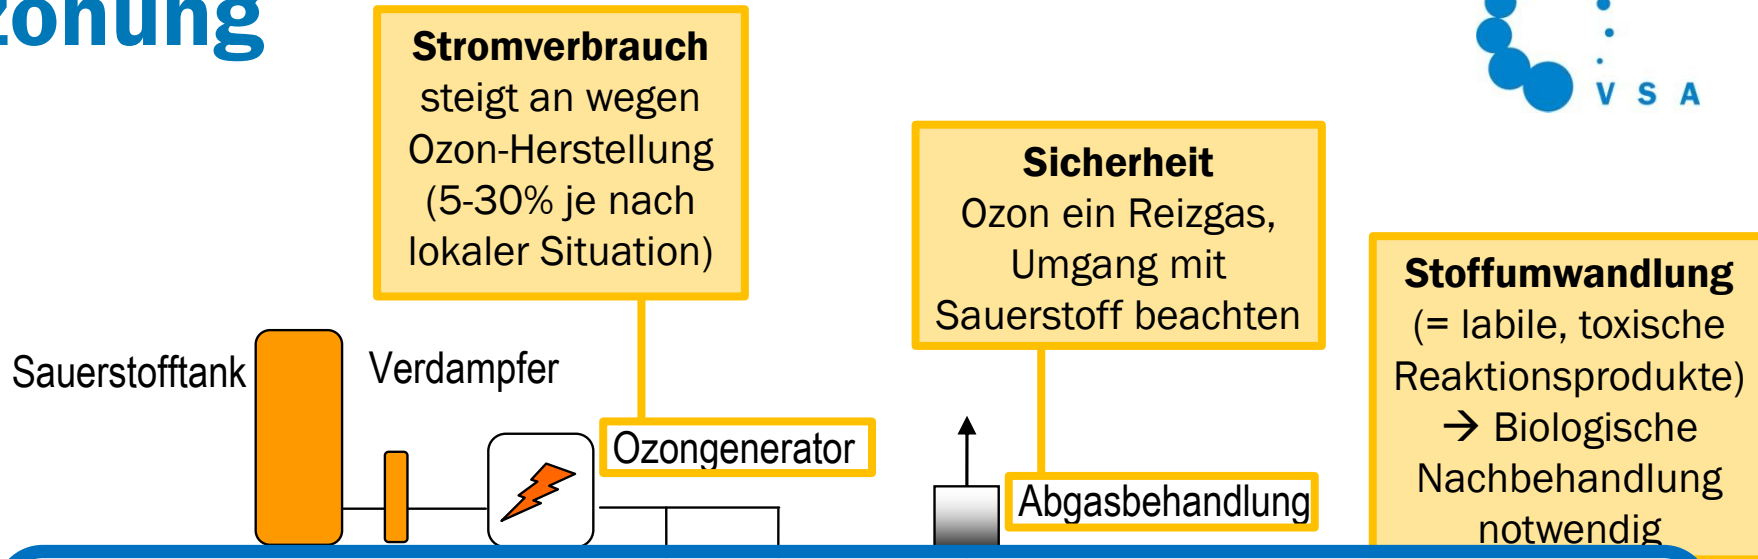 zonung
VSA
Stromverbrauch
steigt an wegen
Ozon-Herstellung
(5-30% je nach
lokaler Situation)
Sicherheit
Ozon ein Reizgas,
Umgang mit
Sauerstoff beachten
Stoffumwandlung
(= labile, toxische
Reaktionsprodukte)
→ Biologische
Nachbehandlung
notwendig
Sauerstofftank
Verdampfer
Ozongenerator
Abgasbehandlung